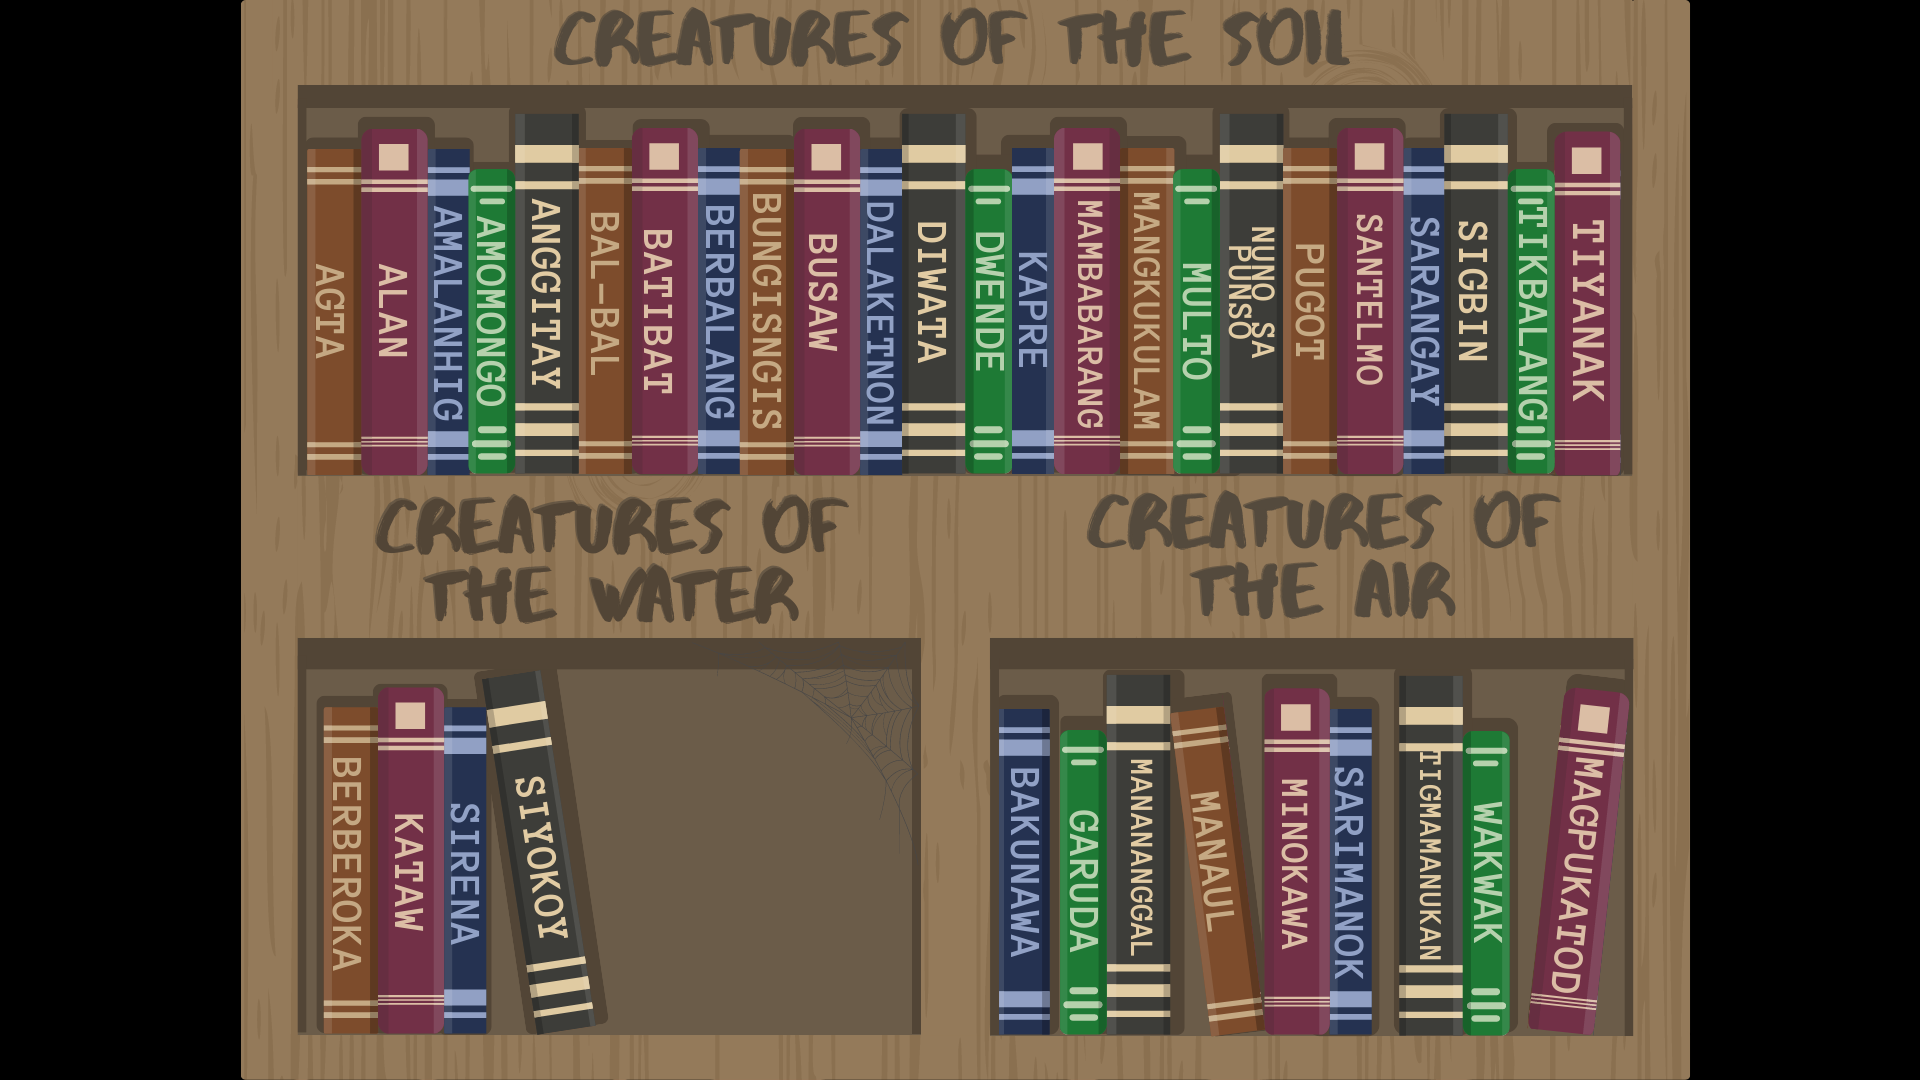 CREATURES OF THE SOIL
AGTA
ALAN
AMALANHIG
AMOMONGO
ANGGITAY
BAL-BAL
BATIBAT
BERBALANG
BUNGISNGIS
BUSAW
DALAKETNON
DIWATA
DWENDE
KAPRE
MAMBABARANG
MANGKUKULAM
MULTO
NUNO SA
PUNSO
PUGOT
SANTELMO
SARANGAY
SIGBIN
TIKBALANG
TIYANAK
CREATURES OF
THE WATER
BERBEROKA
KATAW
SIRENA
SIYOKOY
CREATURES OF
THE AIR
BAKUNAWA
GARUDA
MANANANGGAL
MANAUL
MINOKAWA
SARIMANOK
TIGMAMANUKAN
WAKWAK
MAGPUKATOD